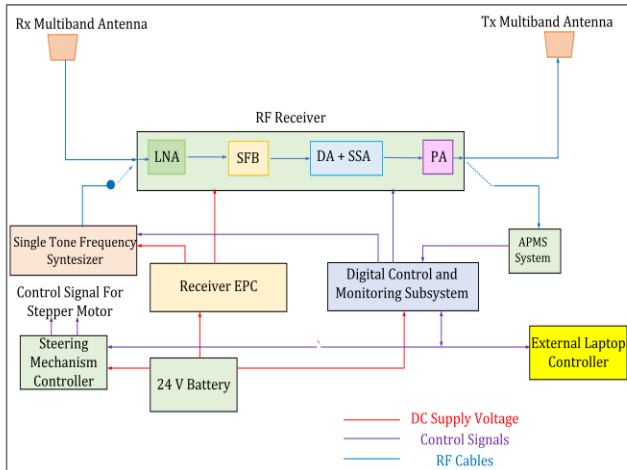 Rx Multiband Antenna
Tx Multiband Antenna
RF Receiver
LNA
SFB
DA + SSA
PA
Single Tone Frequency
Syntesizer
APMS
System
Receiver EPC
Digital Control and
Monitoring Subsystem
Control Signal For
Stepper Motor
Steering
Mechanism
Controller
24 V Battery
External Laptop
Controller
DC Supply Voltage
Control Signals
RF Cables